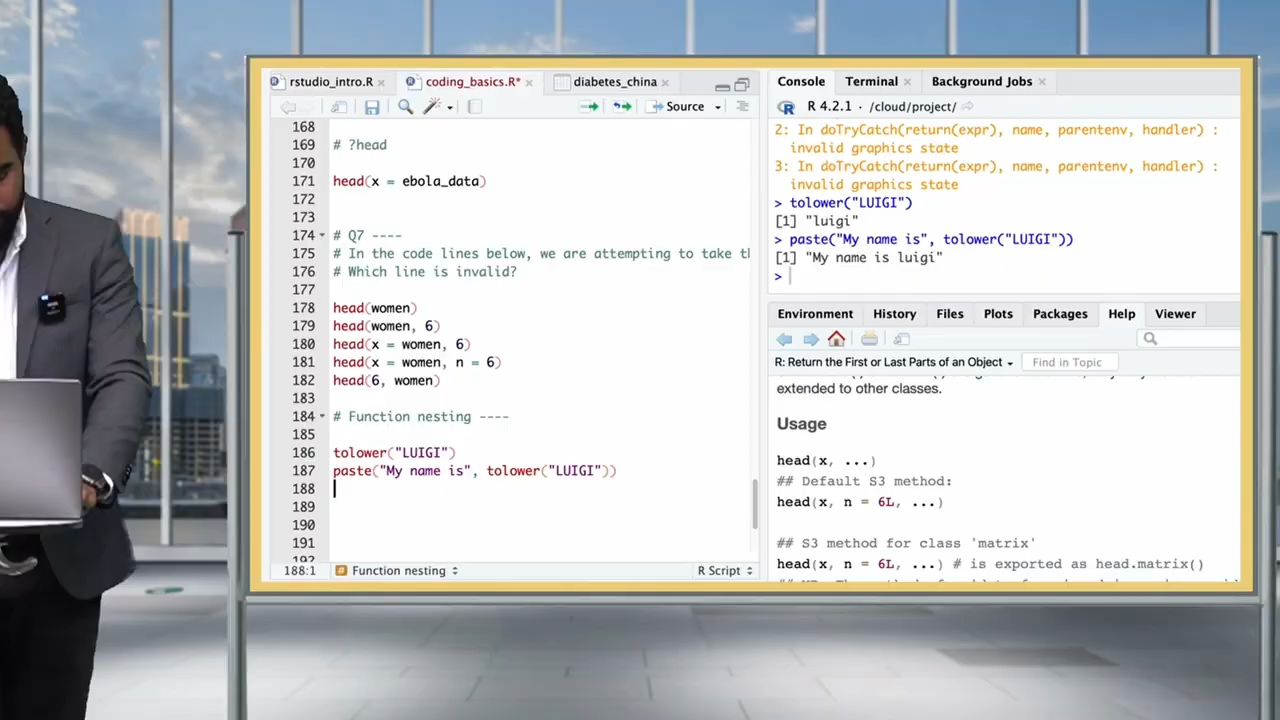 rstudio_intro.R
coding_basics.R*
diabetes_china
Source
168
169 # ?head
170
171 head(x = ebola_data)
172
173
174 # Q7 ----
175 # In the code lines below, we are attempting to take
176 # Which line is invalid?
177
178 head(women)
179 head(women, 6)
180 head(x = women, 6)
181 head(x = women, n = 6)
182 head(6, women)
183
184 # Function nesting ----
185
186 tolower("LUIGI")
187 paste("My name is", tolower("LUIGI"))
188
189
190
191
192
188:1 # Function nesting R Script
Console Terminal Background Jobs
R 4.2.1 · /cloud/project/
2: In doTryCatch(return(expr), name, parentenv, handler) :
invalid graphics state
3: In doTryCatch(return(expr), name, parentenv, handler) :
invalid graphics state
> tolower("LUIGI")
[1] "luigi"
> paste("My name is", tolower("LUIGI"))
[1] "My name is luigi"
>
Environment History Files Plots Packages Help Viewer
R: Return the First or Last Parts of an Object Find in Topic
extended to other classes.
Usage
head(x, ...)
## Default S3 method:
head(x, n = 6L, ...)
## S3 method for class 'matrix'
head(x, n = 6L, ...) # is exported as head.matrix()